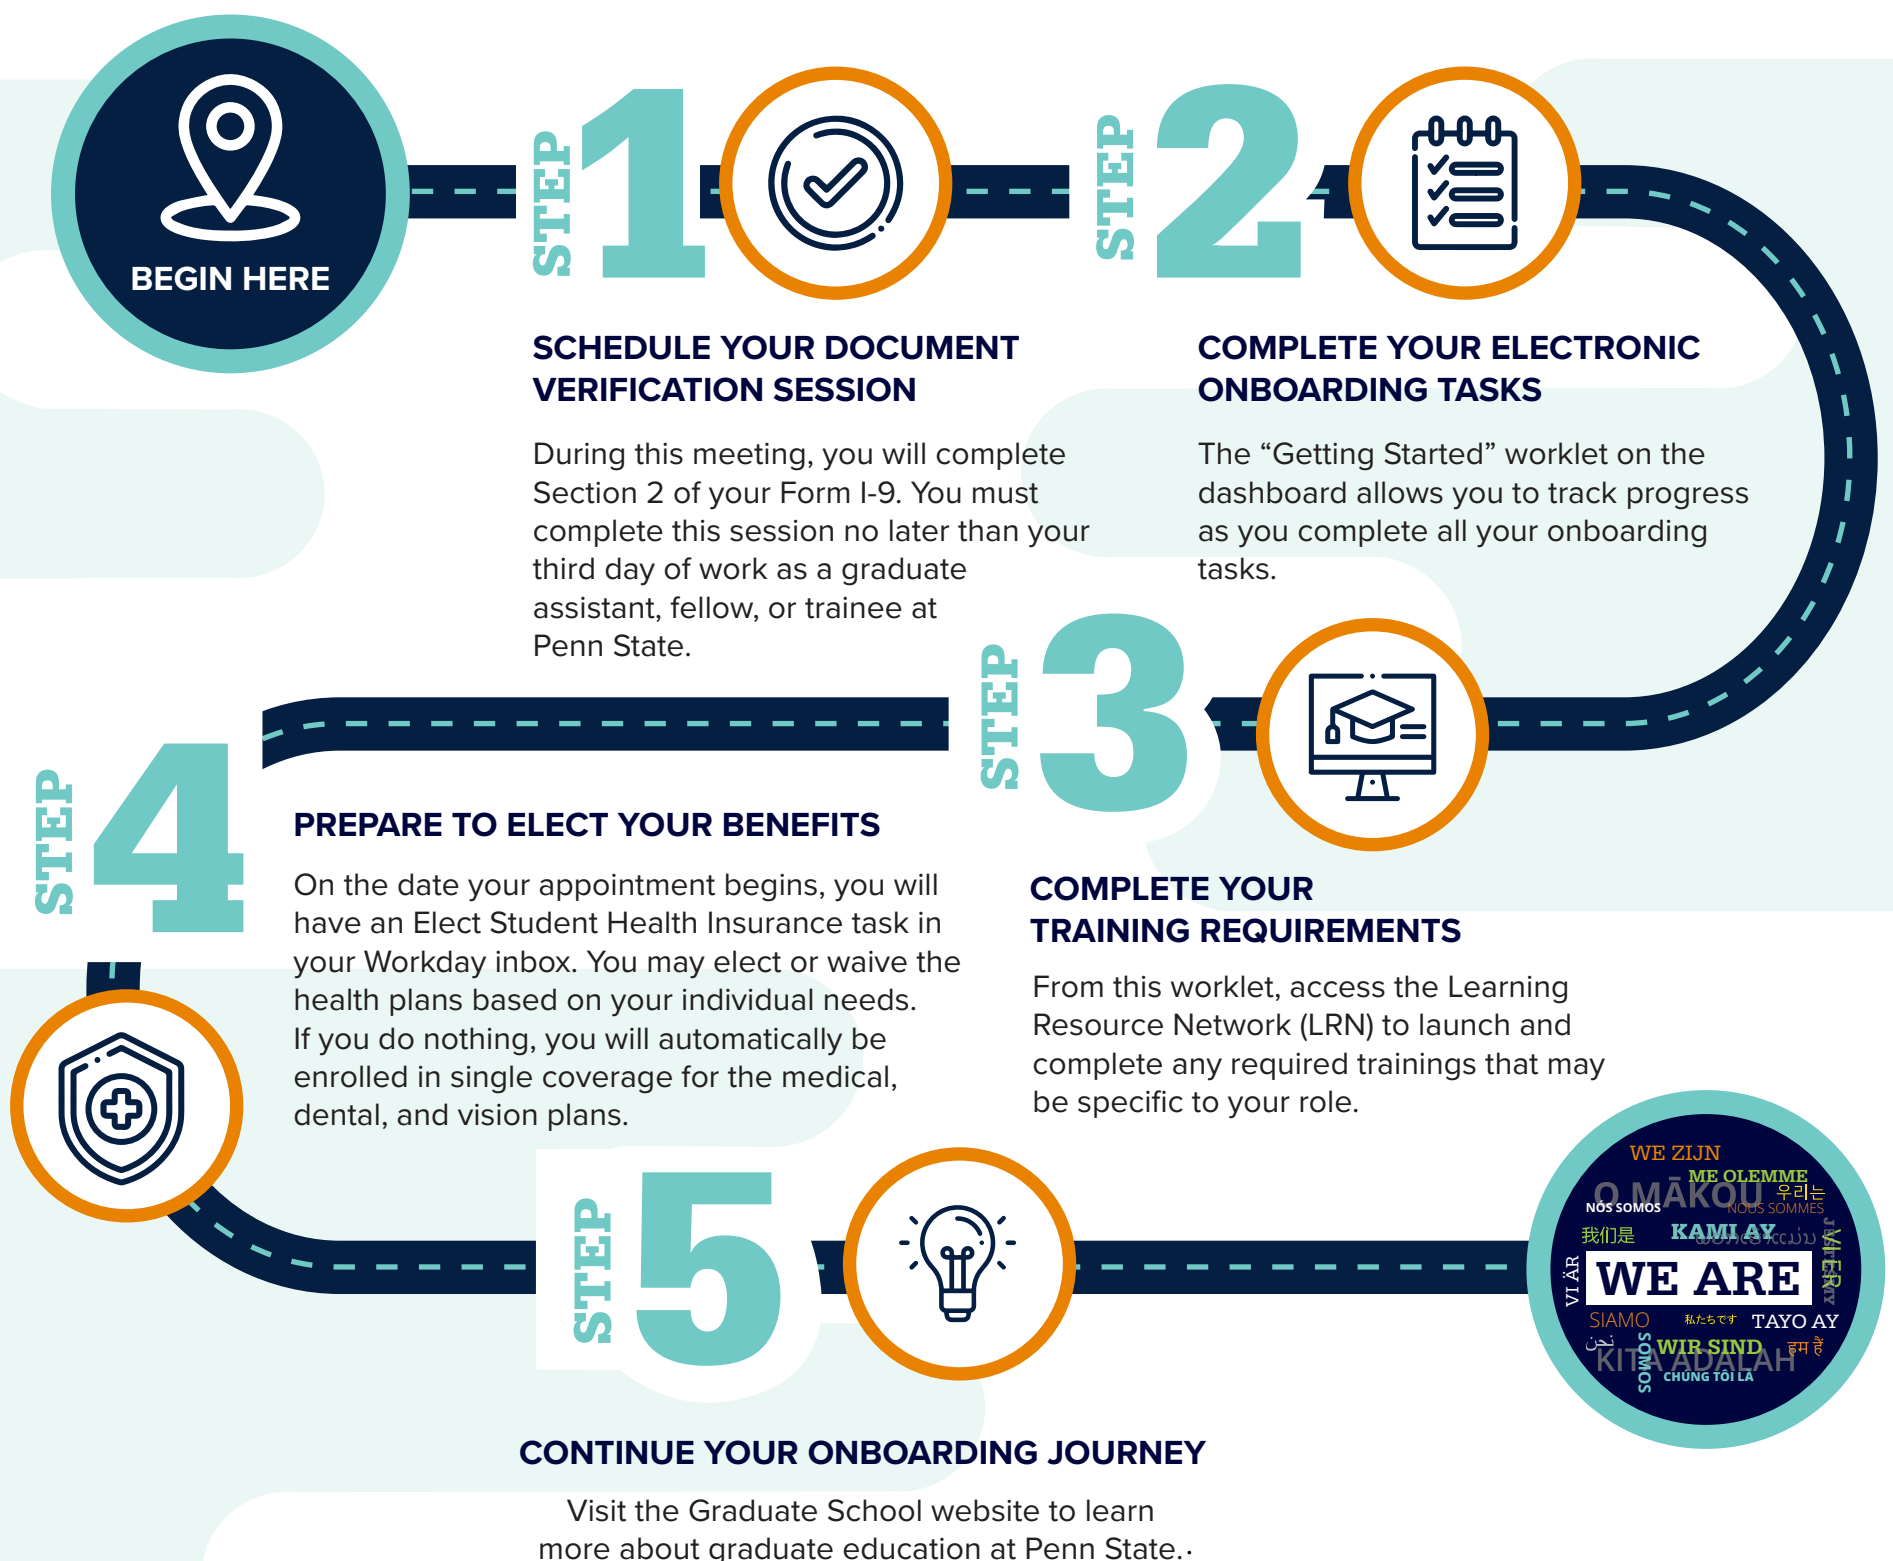 BEGIN HERE
STEP 1
SCHEDULE YOUR DOCUMENT
VERIFICATION SESSION
During this meeting, you will complete
Section 2 of your Form I-9. You must
complete this session no later than your
third day of work as a graduate
assistant, fellow, or trainee at
Penn State.
STEP 2
COMPLETE YOUR ELECTRONIC
ONBOARDING TASKS
The “Getting Started” worklet on the
dashboard allows you to track progress
as you complete all your onboarding
tasks.
STEP 3
COMPLETE YOUR
TRAINING REQUIREMENTS
From this worklet, access the Learning
Resource Network (LRN) to launch and
complete any required trainings that may
be specific to your role.
STEP 4
PREPARE TO ELECT YOUR BENEFITS
On the date your appointment begins, you will
have an Elect Student Health Insurance task in
your Workday inbox. You may elect or waive the
health plans based on your individual needs.
If you do nothing, you will automatically be
enrolled in single coverage for the medical,
dental, and vision plans.
STEP 5
CONTINUE YOUR ONBOARDING JOURNEY
Visit the Graduate School website to learn
more about graduate education at Penn State..
WE ZIJN
ME OLEMME
O MĀKOU
우리는
NÓS SOMOS
NOUS SOMMES
我们是
KAMI AY
VI ÄR
WE ARE
SIAMO
私たちです
TAYO AY
WIR SIND
हम हैं
KITA ADALAH
SOMOS
CHÚNG TÔI LÀ